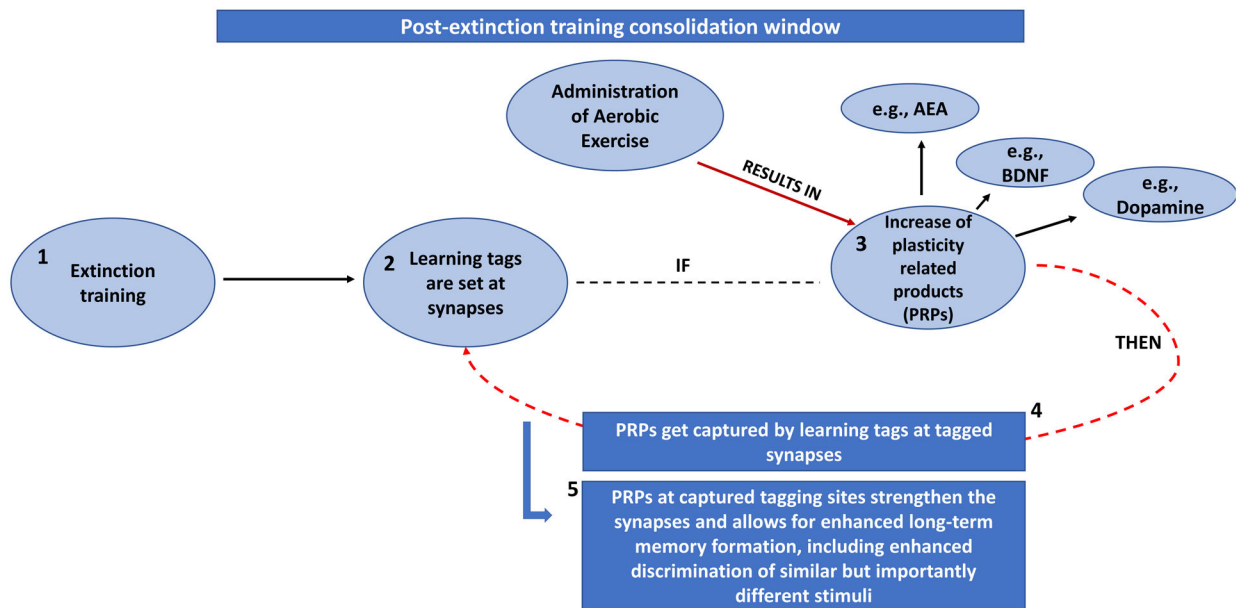 Post-extinction training consolidation window
Administration
of Aerobic
Exercise
e.g., AEA
e.g.,
BDNF
e.g.,
Dopamine
RESULTS IN
1
Extinction
training
2
Learning tags
are set at
synapses
IF
3
Increase of
plasticity
related
products
(PRPs)
THEN
4
PRPs get captured by learning tags at tagged
synapses
5
PRPs at captured tagging sites strengthen the
synapses and allows for enhanced long-term
memory formation, including enhanced
discrimination of similar but importantly
different stimuli